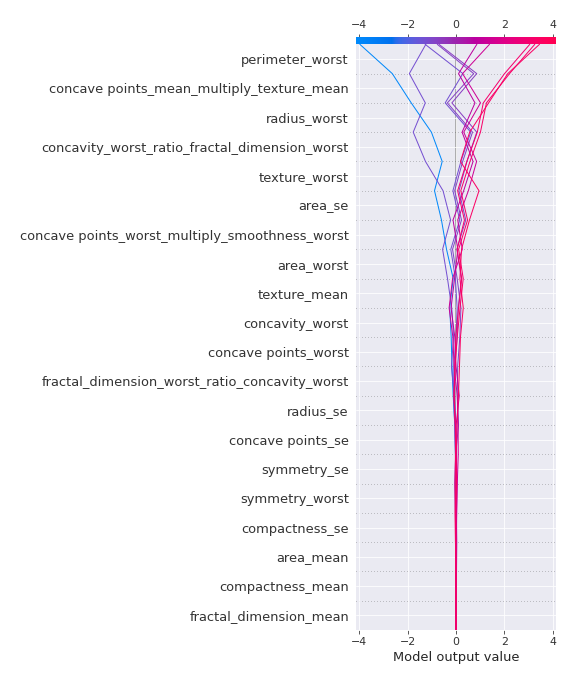 −4 −2 0 2 4
perimeter_worst
concave points_mean_multiply_texture_mean
radius_worst
concavity_worst_ratio_fractal_dimension_worst
texture_worst
area_se
concave points_worst_multiply_smoothness_worst
area_worst
texture_mean
concavity_worst
concave points_worst
fractal_dimension_worst_ratio_concavity_worst
radius_se
concave points_se
symmetry_se
symmetry_worst
compactness_se
area_mean
compactness_mean
fractal_dimension_mean
−4 −2 0 2 4
Model output value